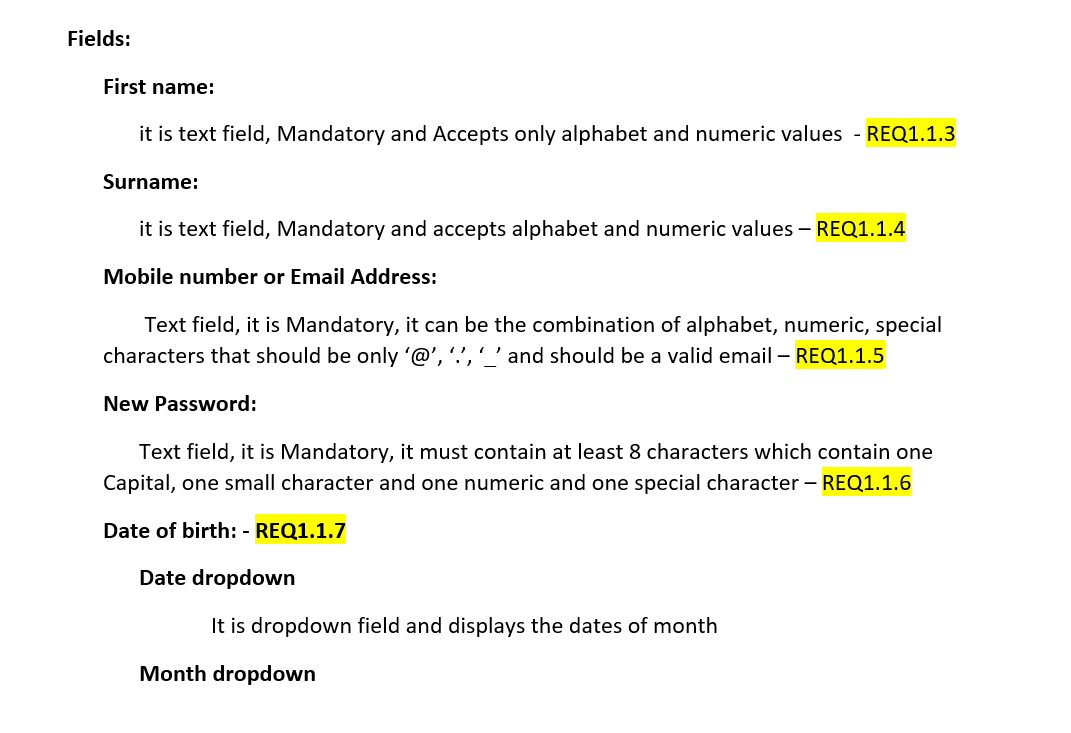 Fields:
First name:
it is text field, Mandatory and Accepts only alphabet and numeric values  - REQ1.1.3
Surname:
it is text field, Mandatory and accepts alphabet and numeric values – REQ1.1.4
Mobile number or Email Address:
Text field, it is Mandatory, it can be the combination of alphabet, numeric, special
characters that should be only ‘@’, ‘.’, ‘_’ and should be a valid email – REQ1.1.5
New Password:
Text field, it is Mandatory, it must contain at least 8 characters which contain one
Capital, one small character and one numeric and one special character – REQ1.1.6
Date of birth: - REQ1.1.7
Date dropdown
It is dropdown field and displays the dates of month
Month dropdown